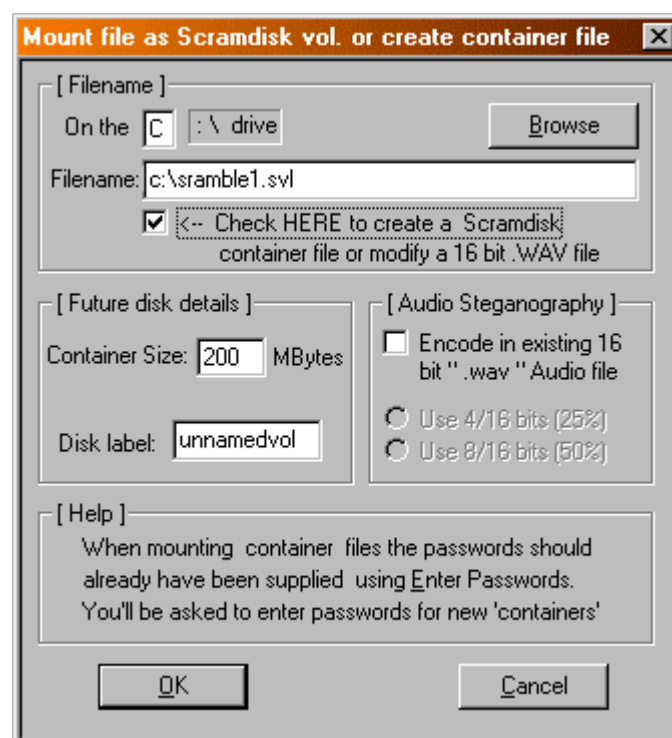 Mount file as Scramdisk vol. or create container file
[ Filename ]
On the C : \ drive
Browse
Filename: c:\sramble1.svl
<-- Check HERE to create a Scramdisk
container file or modify a 16 bit .WAV file
[ Future disk details ]
Container Size: 200 MBytes
Disk label: unnamedvol
[ Audio Steganography ]
Encode in existing 16
bit " .wav " Audio file
Use 4/16 bits (25%)
Use 8/16 bits (50%)
[ Help ]
When mounting container files the passwords should
already have been supplied using Enter Passwords.
You'll be asked to enter passwords for new 'containers'
OK
Cancel